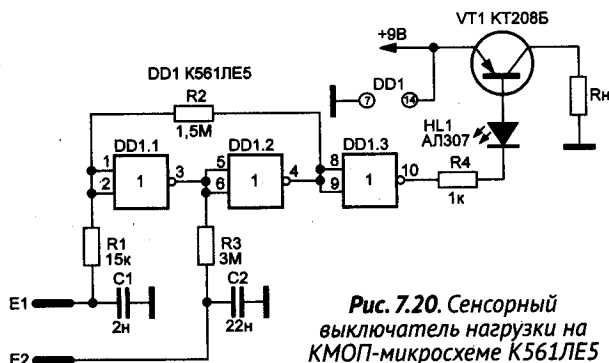 VT1 КТ208Б
+9В
DD1 К561ЛЕ5
DD1
7
14
Rн
R2
1,5М
HL1
АЛ307
DD1.1
DD1.2
DD1.3
1
2
1
3
5
6
1
4
8
9
1
10
R4
1к
R1
15к
R3
3М
C1
2н
C2
22н
E1
E2
Рис. 7.20. Сенсорный
выключатель нагрузки на
КМОП-микросхеме К561ЛЕ5